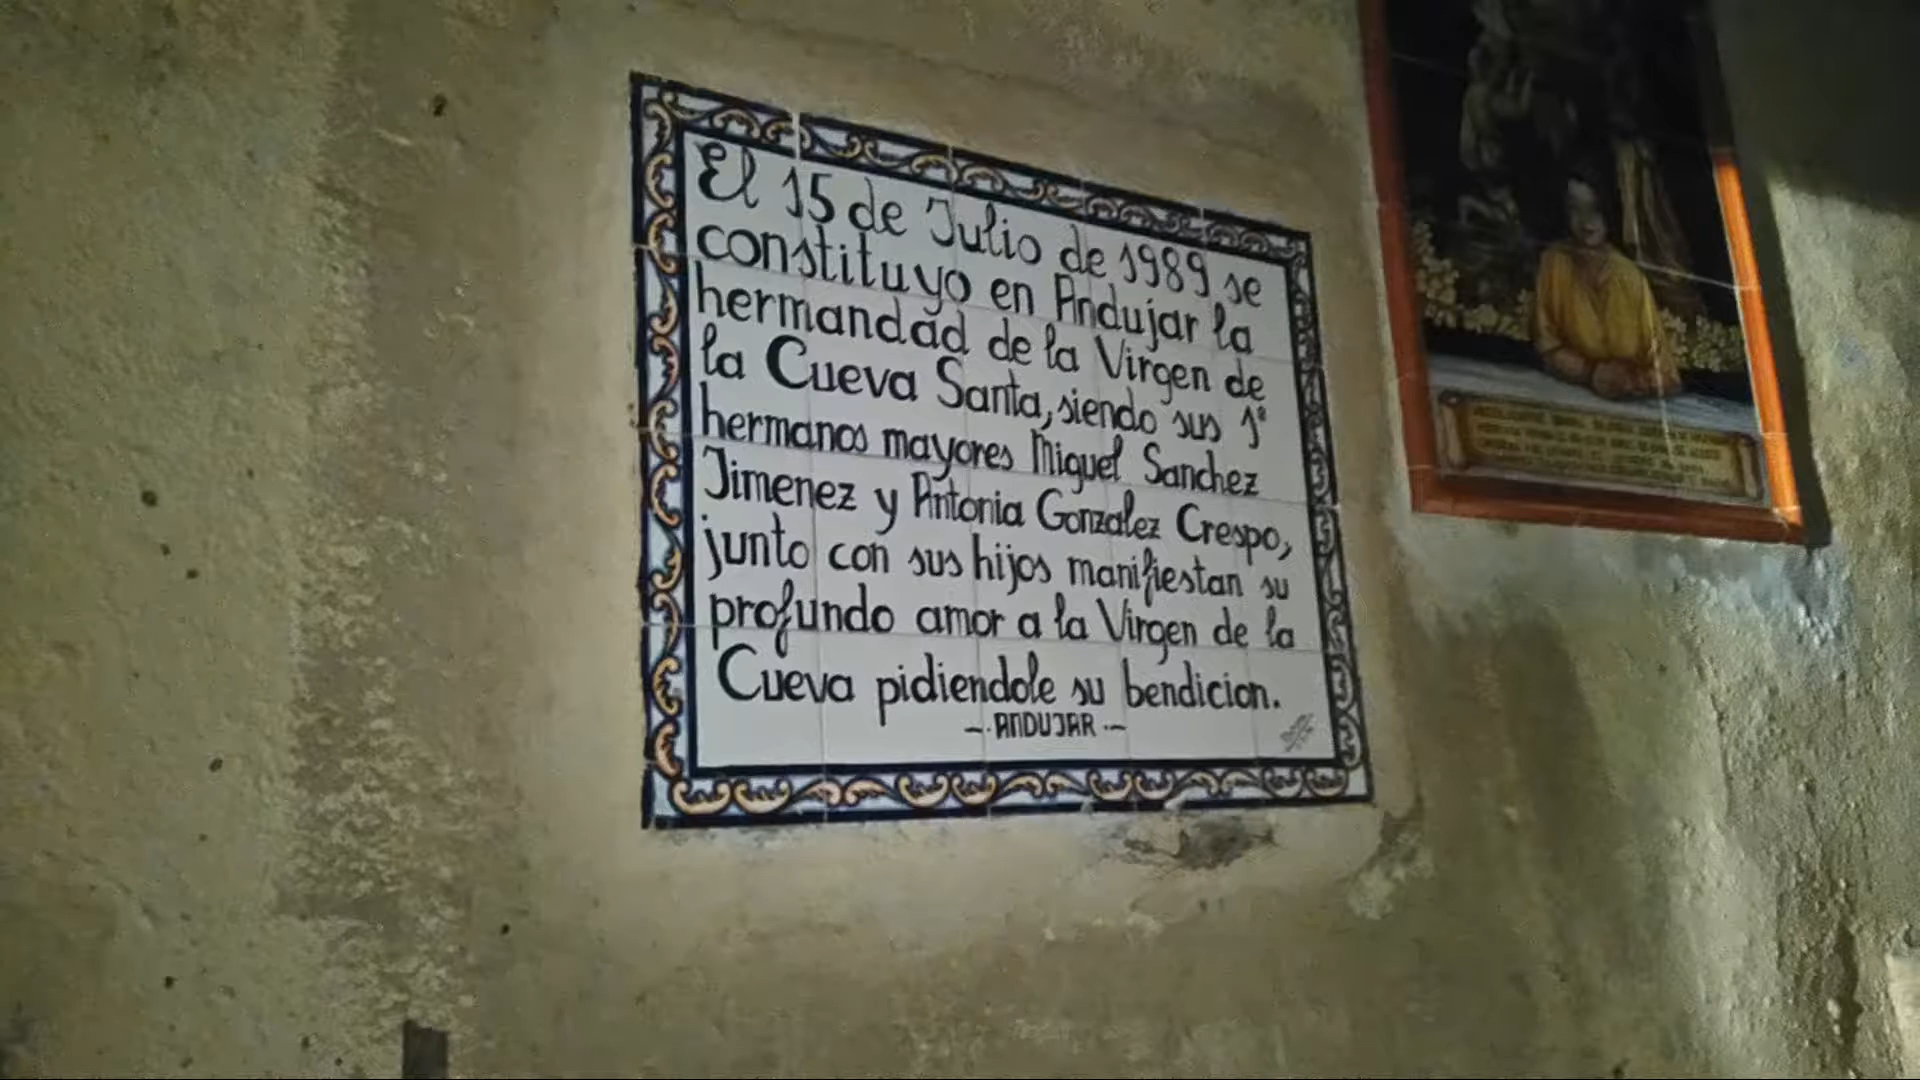 El 15 de Julio de 1989 se
constituyo en Andujar la
hermandad de la Virgen de
la Cueva Santa, siendo sus 1º
hermanos mayores Miguel Sanchez
Jimenez y Antonia Gonzalez Crespo,
junto con sus hijos manifiestan su
profundo amor a la Virgen de la
Cueva pidiendole su bendicion.
-·ANDUJAR·-